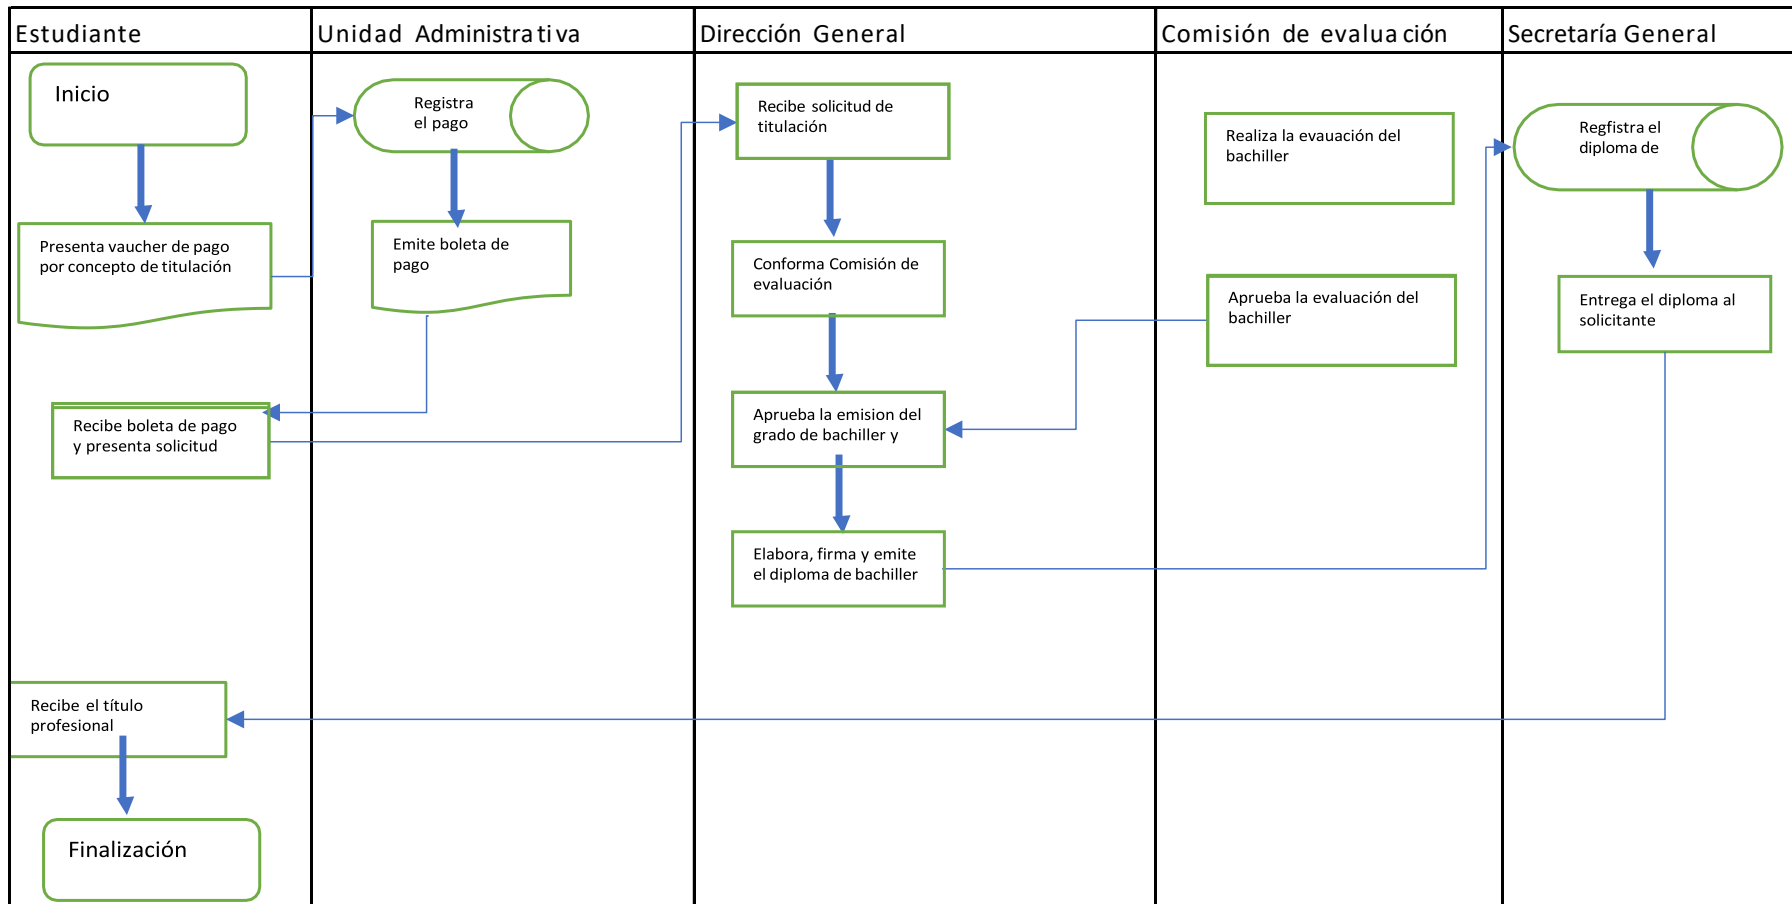 Estudiante
Unidad Administrativa
Dirección General
Comisión de evaluación
Secretaría General
Inicio
Presenta vaucher de pago
por concepto de titulación
Recibe boleta de pago
y presenta solicitud
Recibe el título
profesional
Finalización
Registra
el pago
Emite boleta de
pago
Recibe solicitud de
titulación
Conforma Comisión de
evaluación
Aprueba la emision del
grado de bachiller y
Elabora, firma y emite
el diploma de bachiller
Realiza la evauación del
bachiller
Aprueba la evaluación del
bachiller
Regfistra el
diploma de
Entrega el diploma al
solicitante